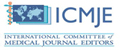 ICMJE
INTERNATIONAL COMMITTEE of
MEDICAL JOURNAL EDITORS